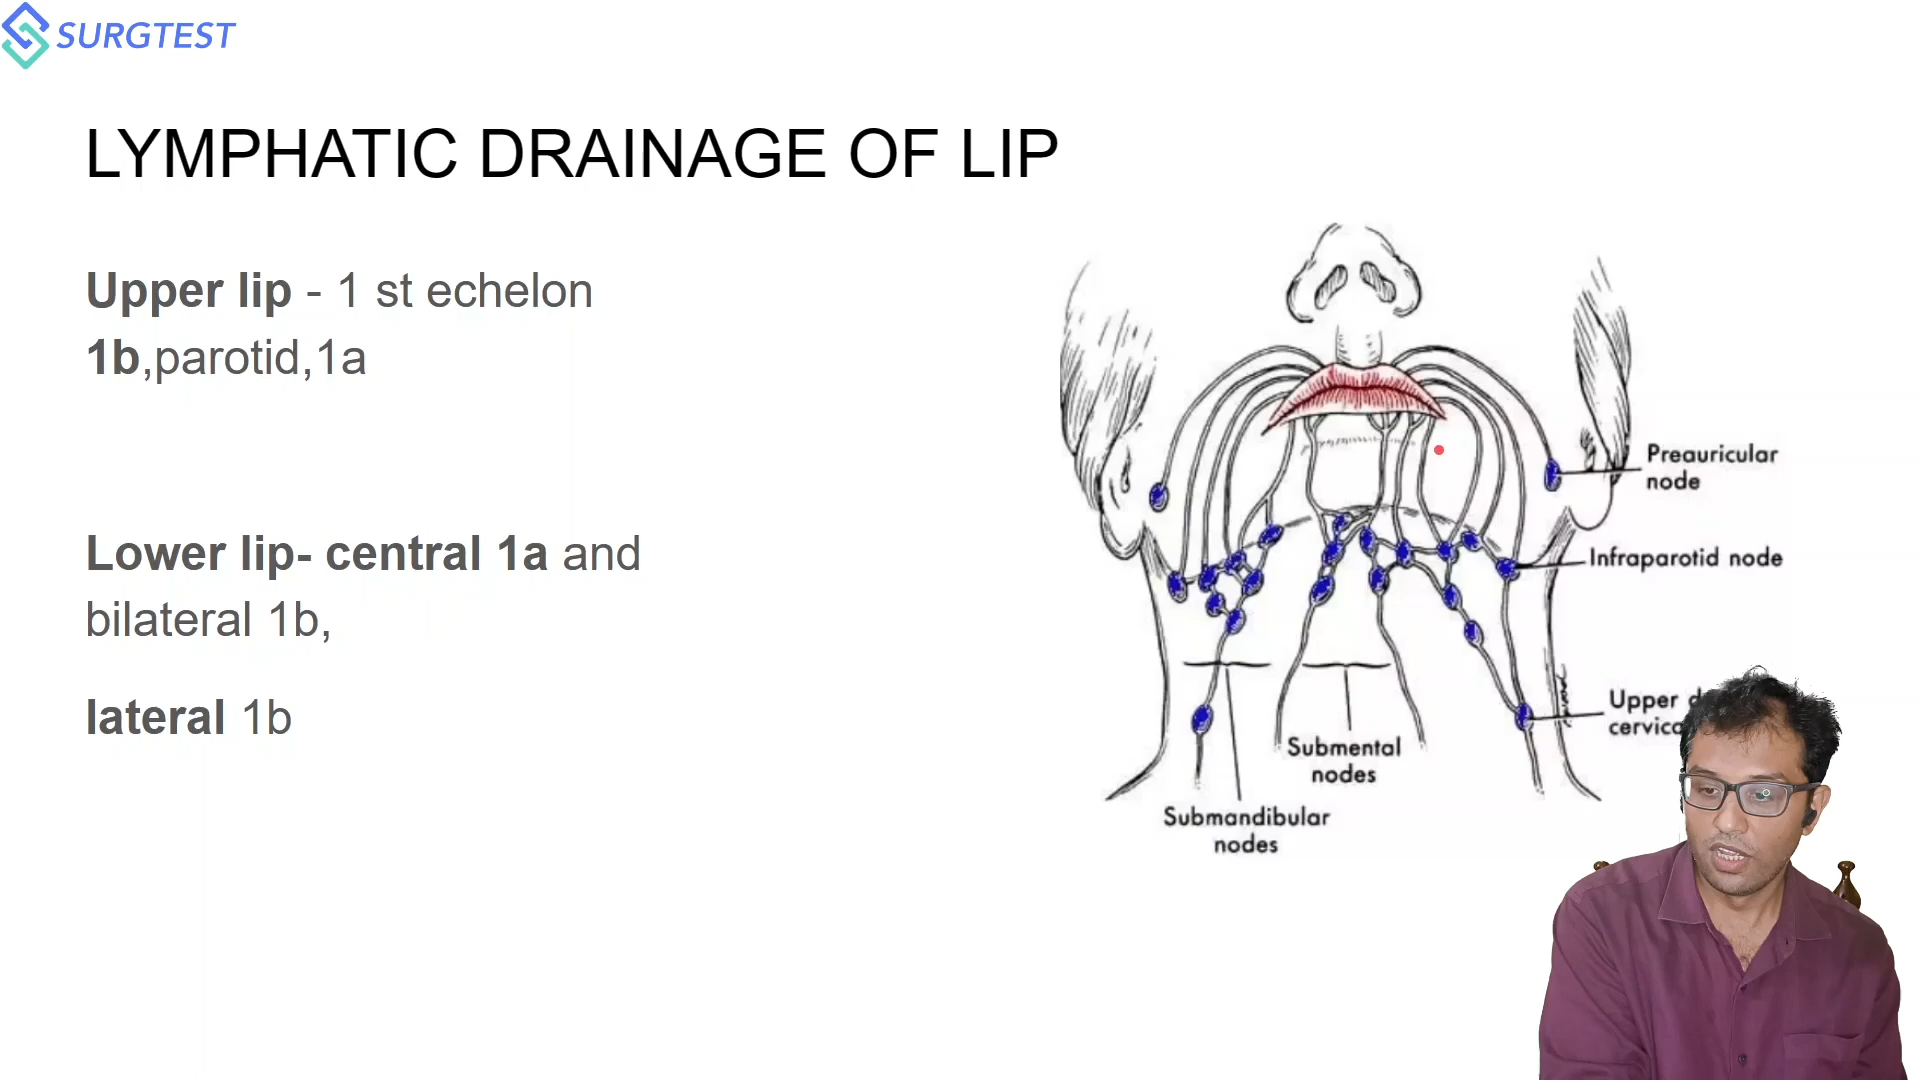 SURGTEST
LYMPHATIC DRAINAGE OF LIP
Upper lip - 1 st echelon
1b,parotid,1a
Lower lip- central 1a and
bilateral 1b,
lateral 1b
Preauricular
node
Infraparotid node
Upper
Submental
nodes
Submandibular
nodes